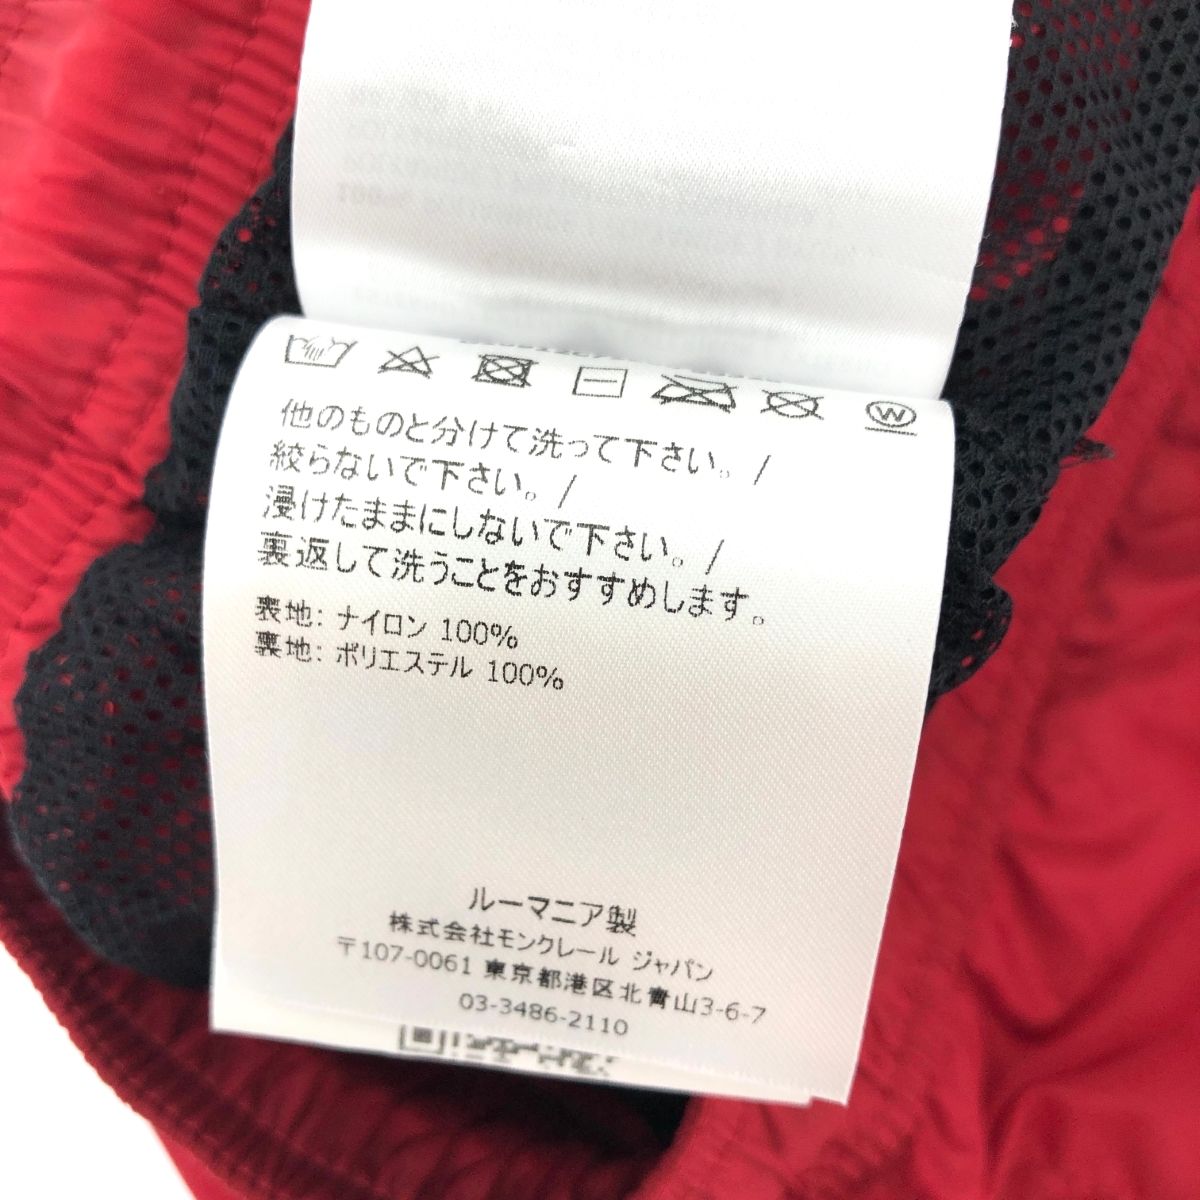 W
他のものと分けて洗って下さい。/
絞らないで下さい。/
浸けたままにしないで下さい。/
裏返して洗うことをおすすめします。
表地: ナイロン 100%
裏地: ポリエステル 100%
ルーマニア製
株式会社モンクレール ジャパン
〒107-0061 東京都港区北青山3-6-7
03-3486-2110